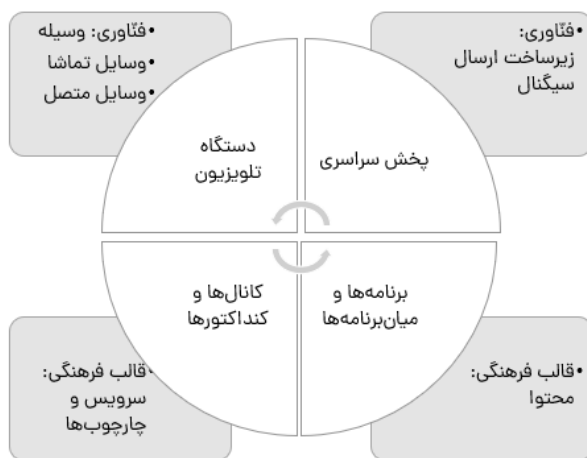 •فنّاوری:
زیرساخت ارسال
سیگنال
•فنّاوری: وسیله
•وسایل تماشا
•وسایل متصل
پخش سراسری
دستگاه
تلویزیون
برنامه‌ها و
میان‌برنامه‌ها
کانال‌ها و
کنداکتورها
•قالب فرهنگی:
محتوا
•قالب فرهنگی:
سرویس و
چارچوب‌ها